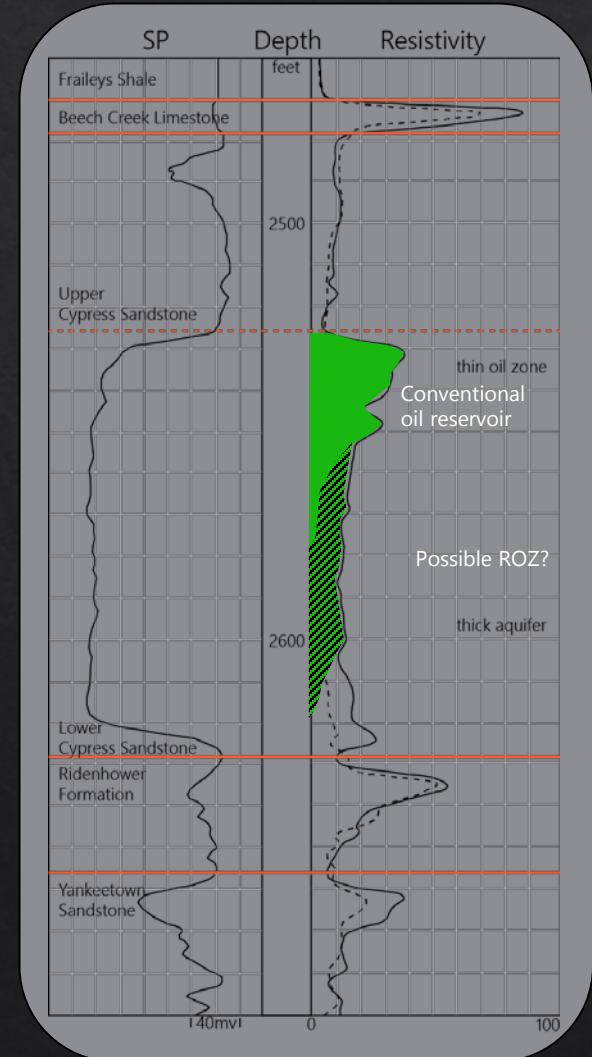 SP Depth Resistivity
feet
Fraileys Shale
Beech Creek Limestone
2500
Upper
Cypress Sandstone
thin oil zone
Conventional
oil reservoir
Possible ROZ?
thick aquifer
2600
Lower
Cypress Sandstone
Ridenhower
Formation
Yankeetown
Sandstone
40mv 0 100